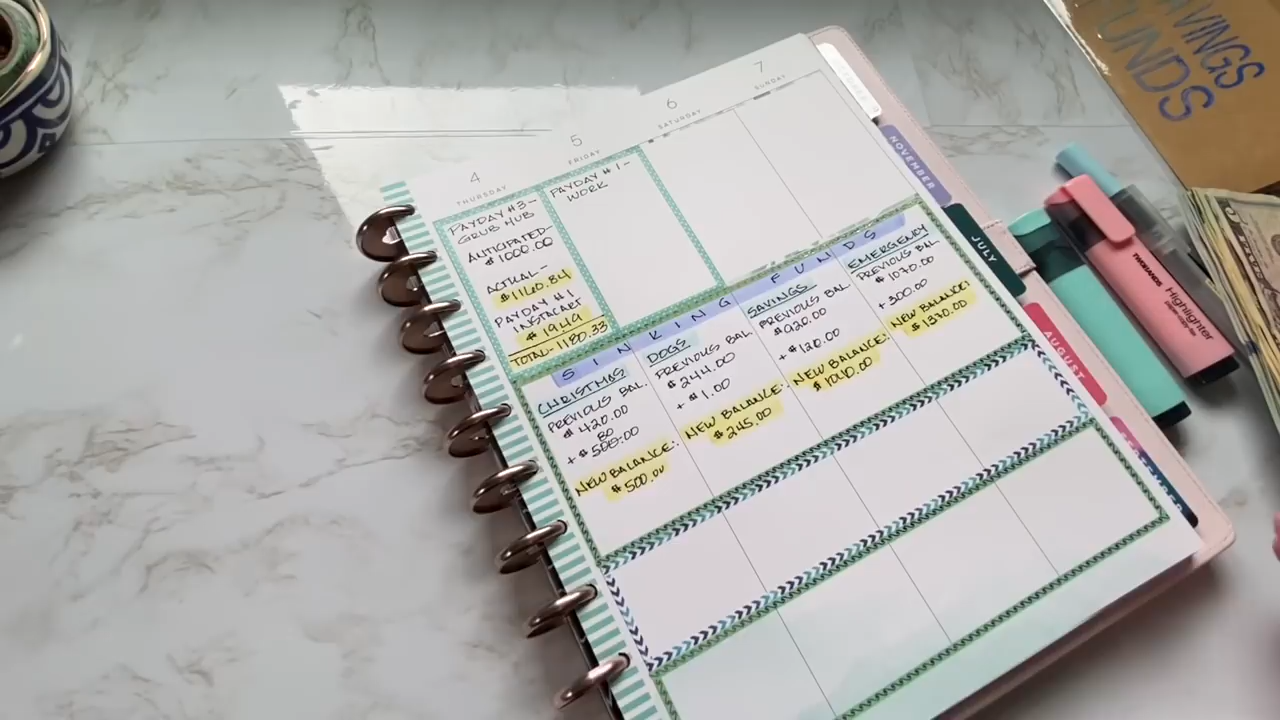 4
THURSDAY
5
FRIDAY
6
SATURDAY
7
SUNDAY
PAYDAY #3-
GRUB HUB
ANTICIPATED
$1000.00
ACTUAL-
$1160.84
PAYDAY #1
INSTACART
$19.49
TOTAL-1180.33
PAYDAY #1-
WORK
SINKING FUNDS
CHRISTMAS
PREVIOUS BAL.
$420.00
80
+ $500.00
NEW BALANCE:
$500.00
DOGS
PREVIOUS BAL
$244.00
+ $1.00
NEW BALANCE:
$245.00
SAVINGS
PREVIOUS BAL
$920.00
+ $120.00
NEW BALANCE:
$1040.00
EMERGENCY
PREVIOUS BAL-
$1070.00
+ 300.00
NEW BALANCE:
$1370.00
NOVEMBER
JULY
AUGUST
SAVINGS
FUNDS
Highlighter